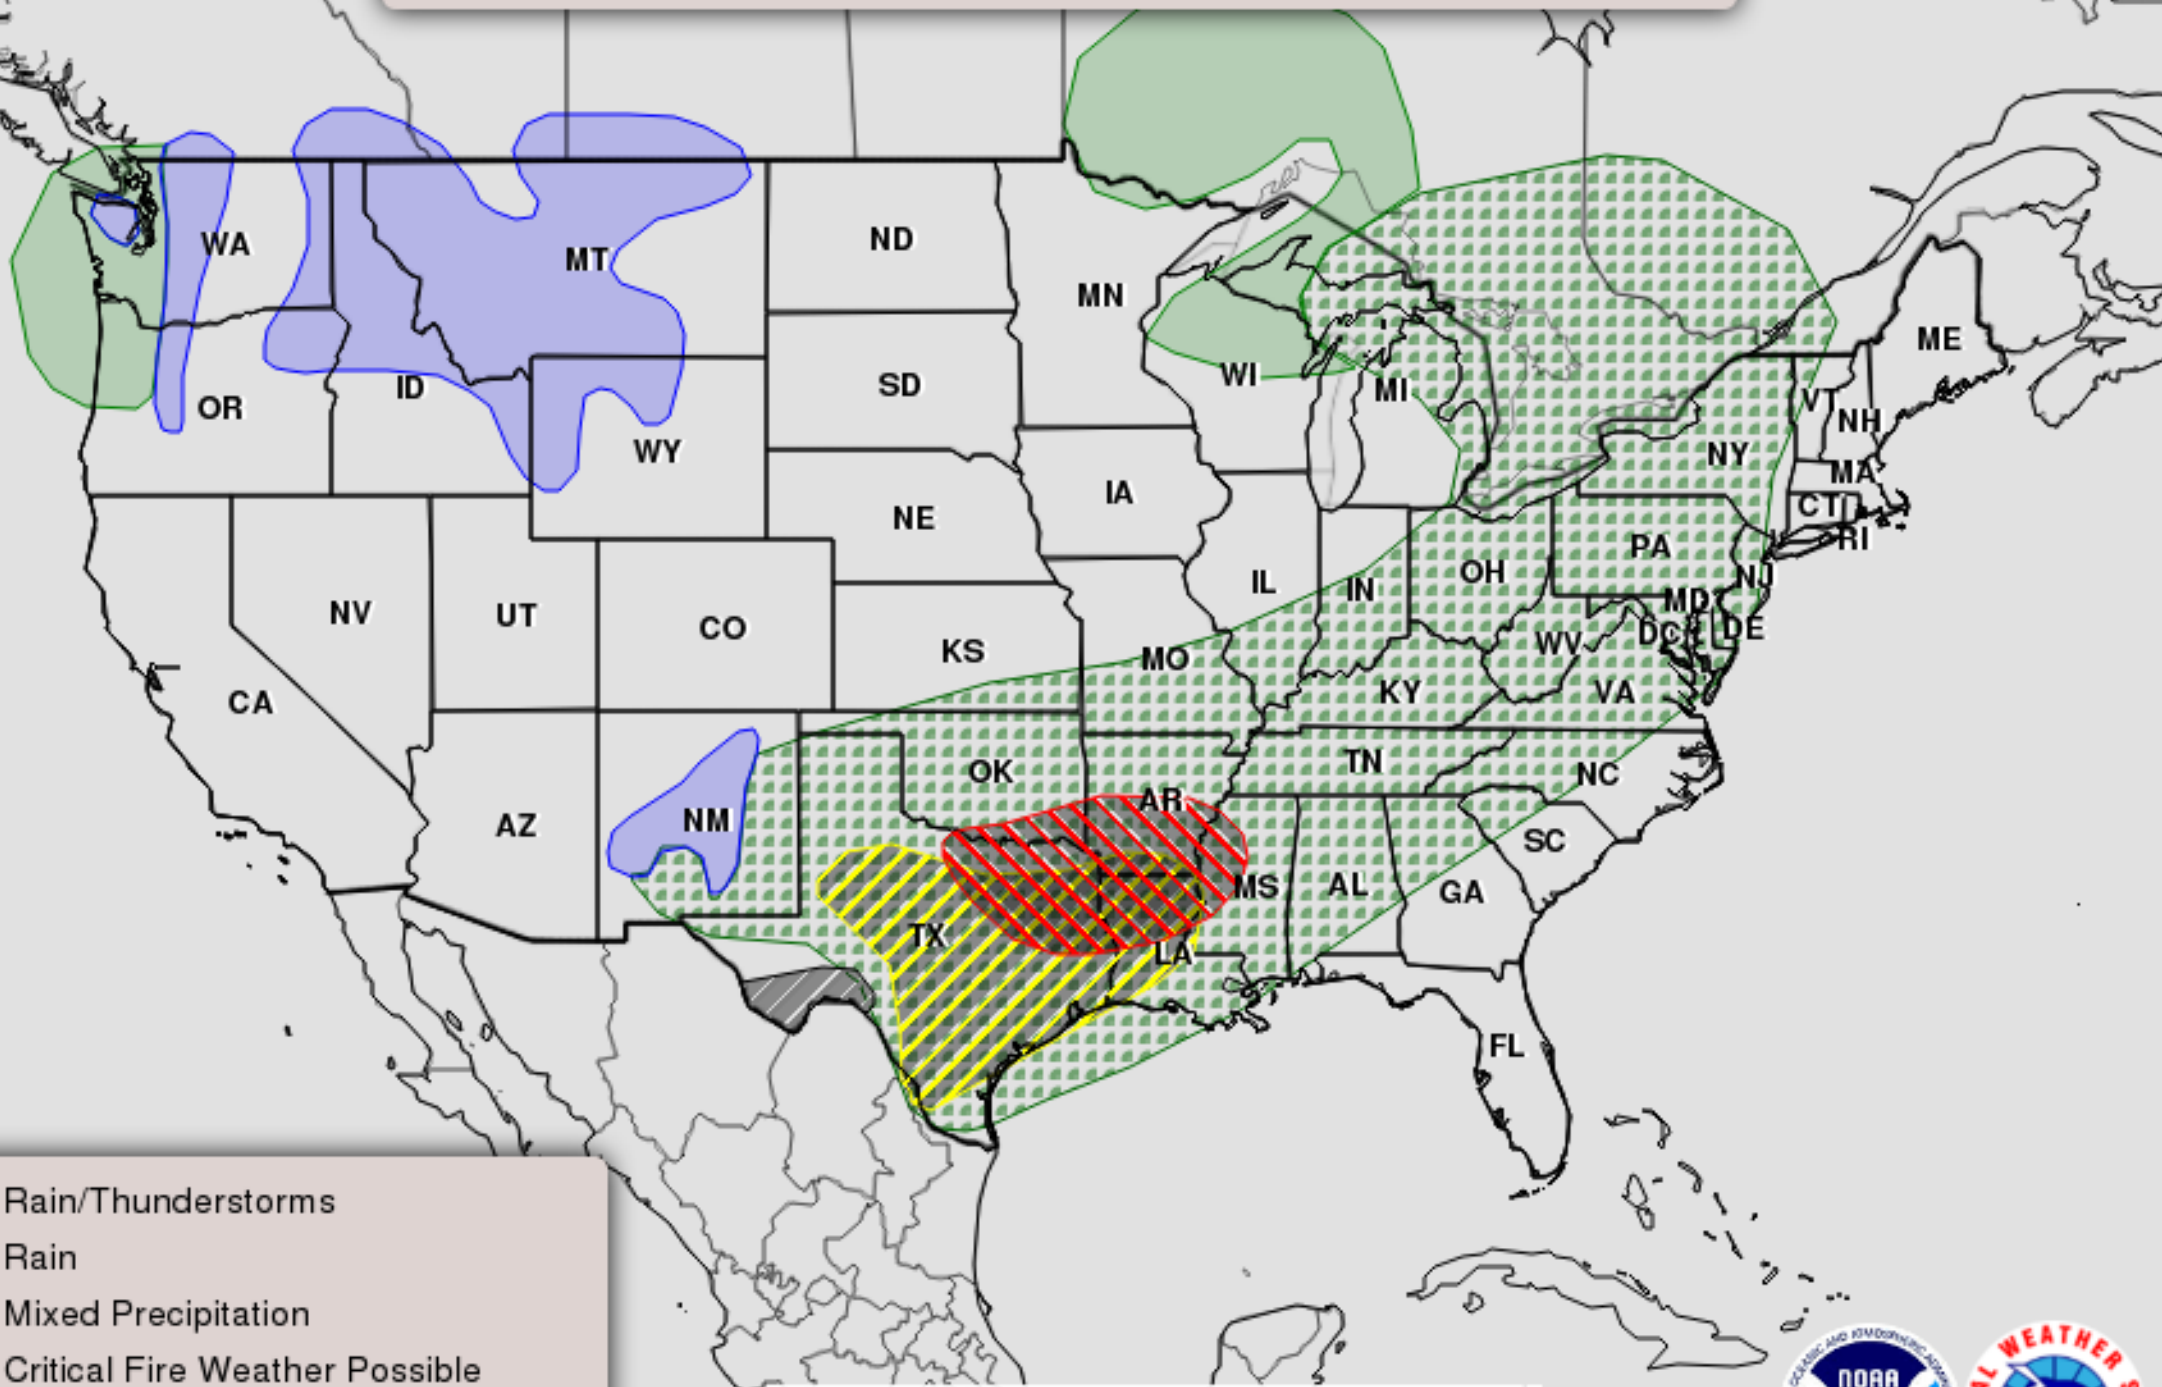 WA
MT
ND
MN
ME
WI
MI
VT
NH
OR
ID
SD
WY
NY
MA
CT
RI
IA
NE
PA
NJ
OH
IL
IN
NV
UT
CO
KS
MO
WV
MD
DC
DE
CA
KY
VA
OK
TN
NC
AZ
NM
AR
SC
MS
AL
GA
TX
LA
FL
Rain/Thunderstorms
Rain
Mixed Precipitation
Critical Fire Weather Possible
NOAA
WEATHER